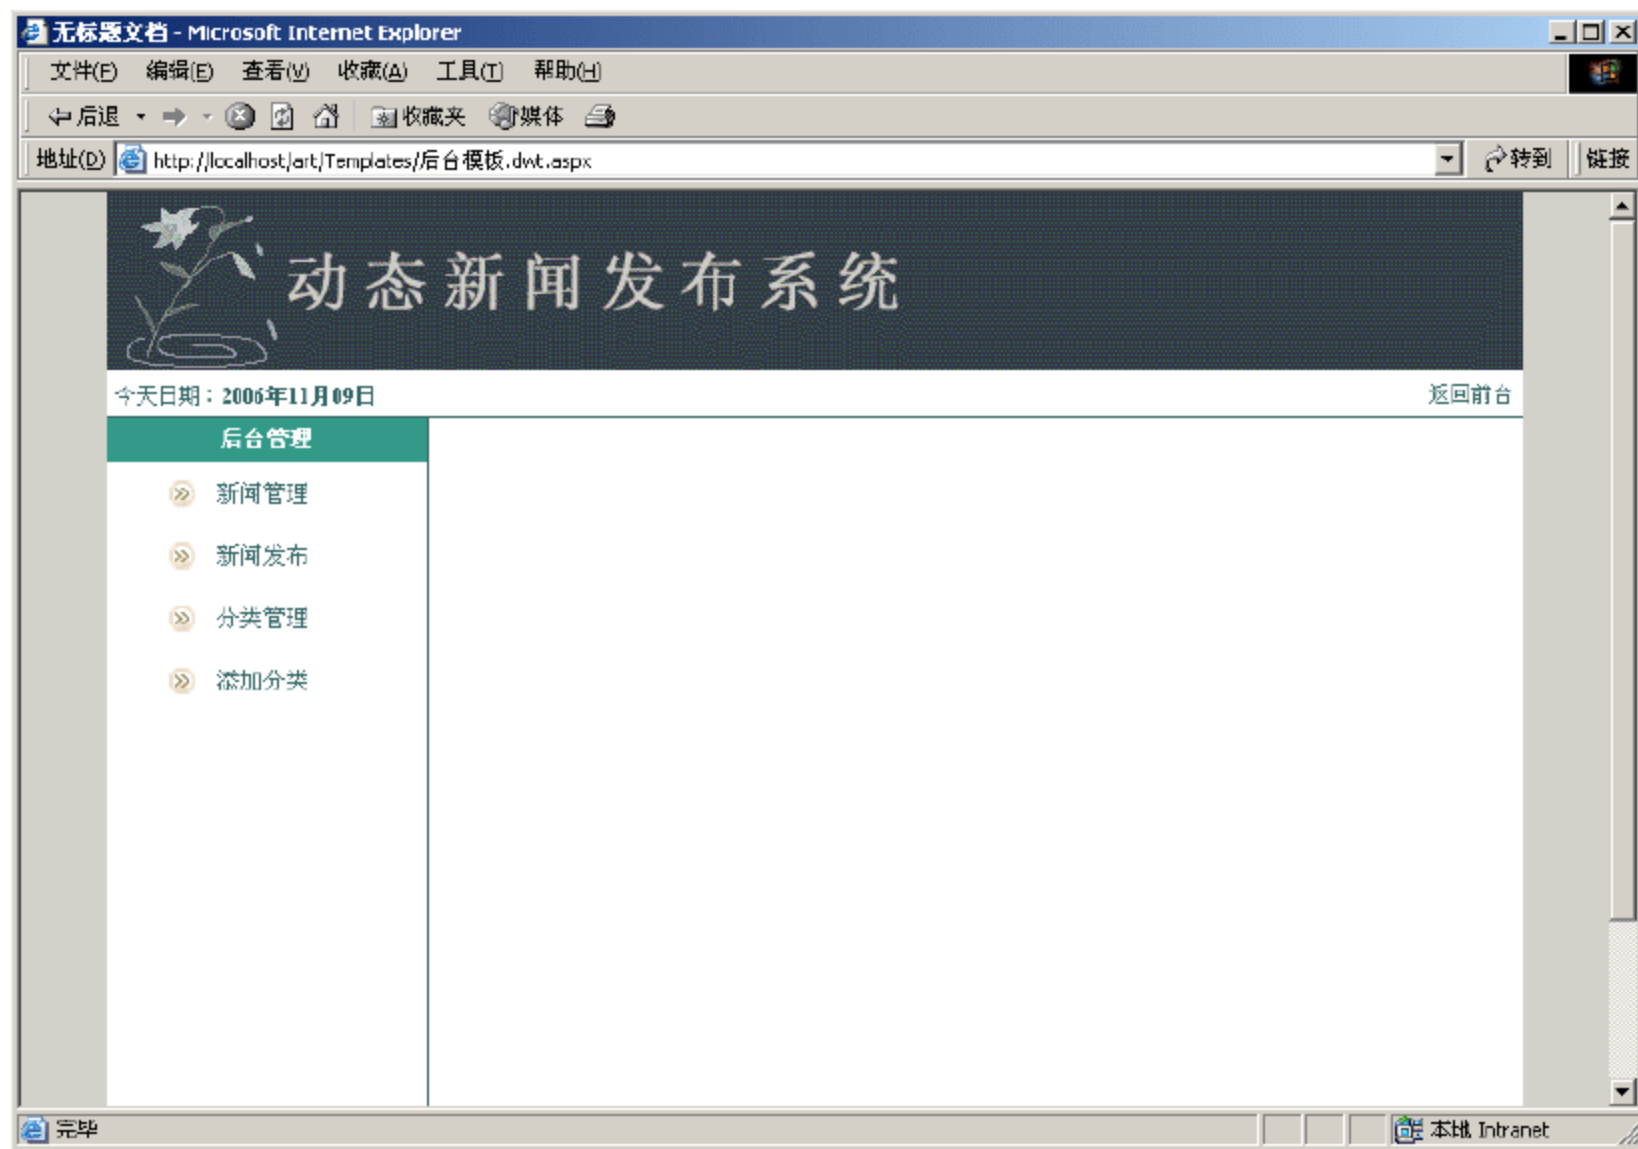 无标题文档 - Microsoft Internet Explorer
文件(F) 编辑(E) 查看(V) 收藏(A) 工具(T) 帮助(H)
后退 收藏夹 媒体
地址(D) http://localhost/art/Templates/后台模板.dwt.aspx 转到 链接
动态新闻发布系统
今天日期：2006年11月09日 返回前台
后台管理
新闻管理
新闻发布
分类管理
添加分类
完毕 本地 Intranet